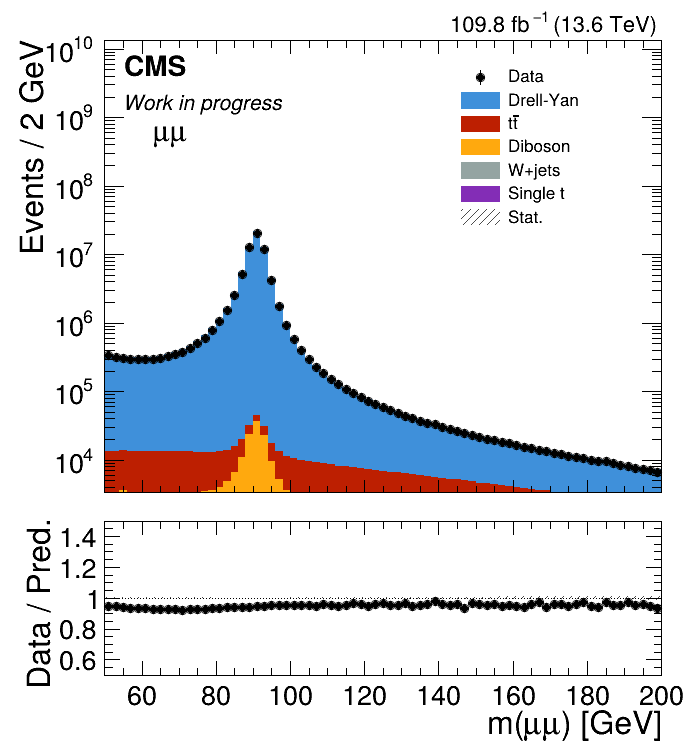 109.8 fb⁻¹ (13.6 TeV)
CMS
Work in progress
μμ
Data
Drell-Yan
tt̄
Diboson
W+jets
Single t
Stat.
Events / 2 GeV
10¹⁰
10⁹
10⁸
10⁷
10⁶
10⁵
10⁴
Data / Pred.
1.4
1.2
1
0.8
0.6
60 80 100 120 140 160 180 200
m(μμ) [GeV]